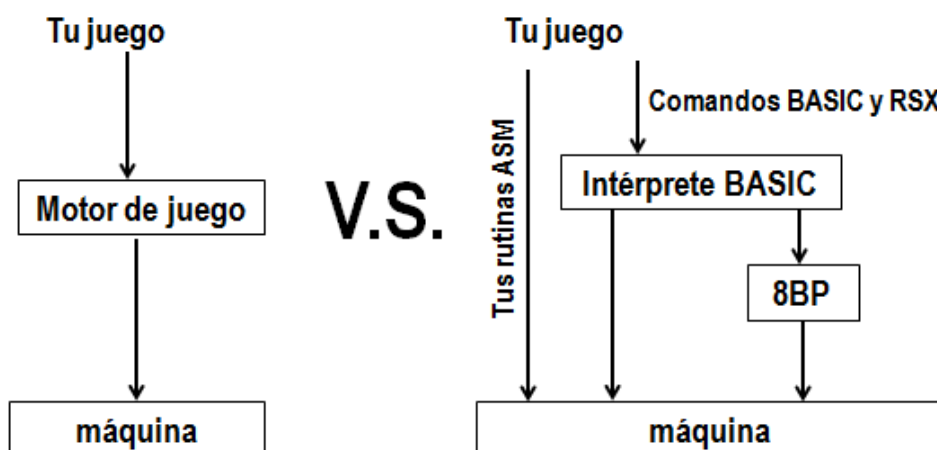 Tu juego
Motor de juego
máquina
V.S.
Tu juego
Comandos BASIC y RSX
Tus rutinas ASM
Intérprete BASIC
8BP
máquina